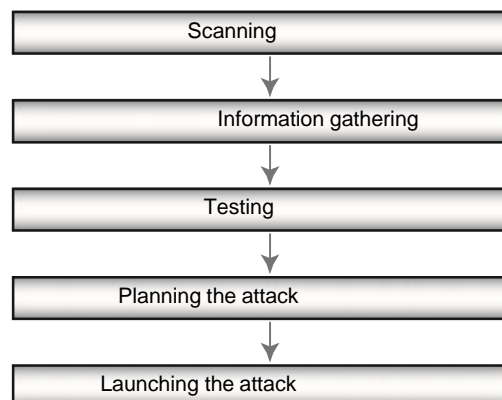 Scanning
Information gathering
Testing
Planning the attack
Launching the attack